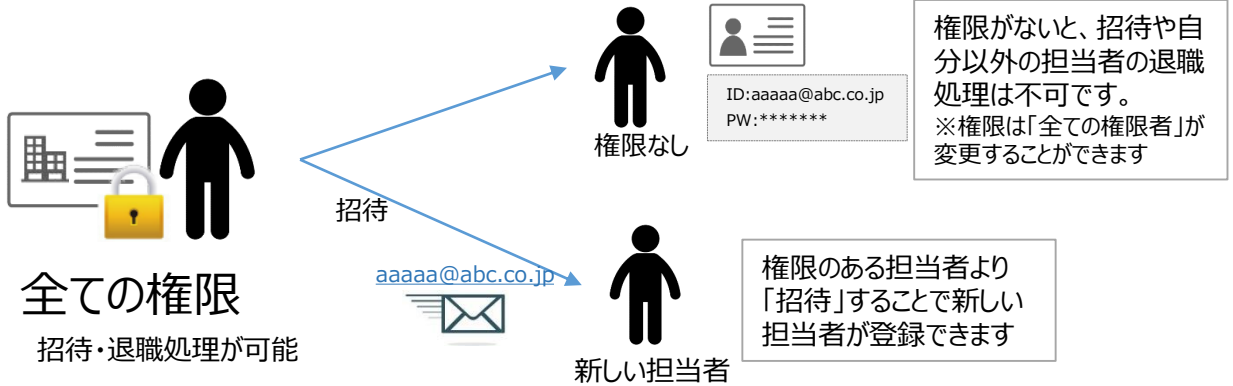 全ての権限
招待・退職処理が可能
招待
aaaaa@abc.co.jp
権限なし
ID:aaaaa@abc.co.jp
PW:*******
権限がないと、招待や自
分以外の担当者の退職
処理は不可です。
※権限は「全ての権限者」が
変更することができます
新しい担当者
権限のある担当者より
「招待」することで新しい
担当者が登録できます